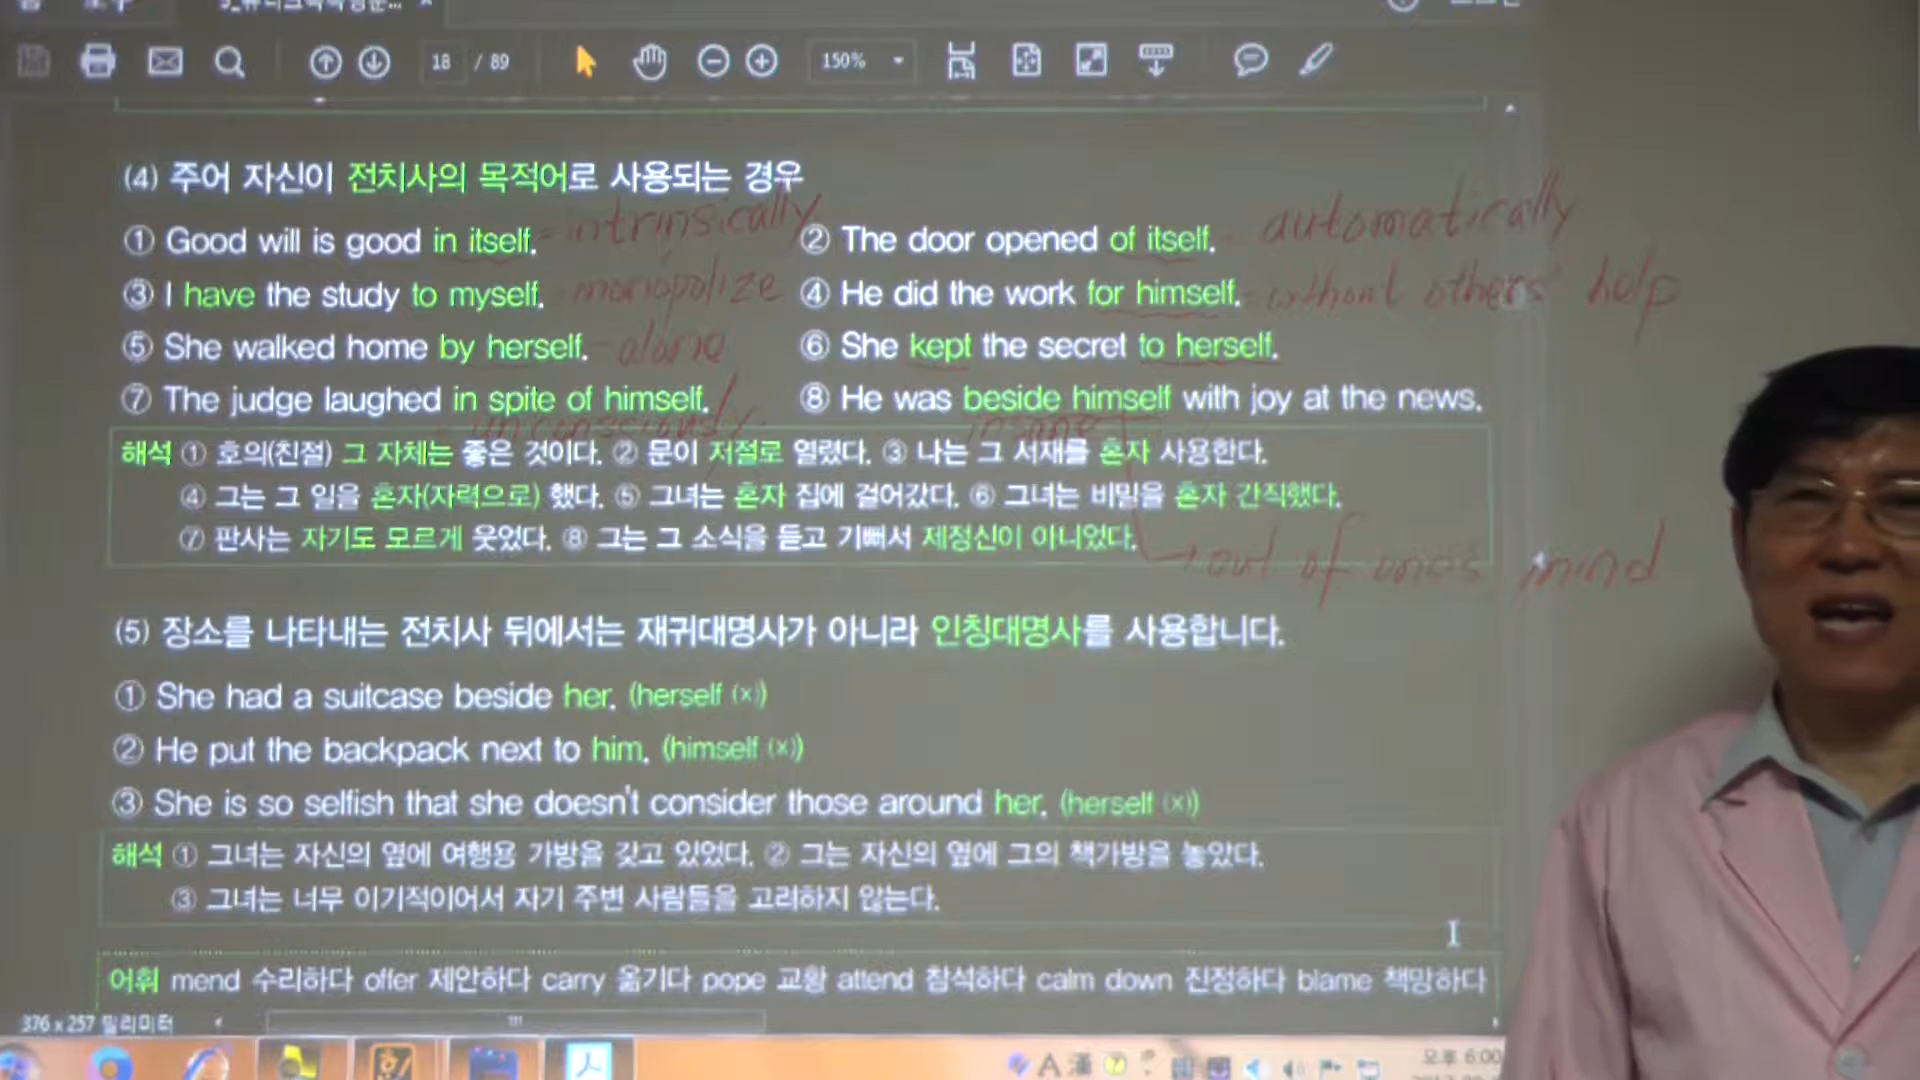 18 / 89
150%
(4) 주어 자신이 전치사의 목적어로 사용되는 경우
① Good will is good in itself. = intrinsically ② The door opened of itself. = automatically
③ I have the study to myself. = monopolize ④ He did the work for himself. = without others' help
⑤ She walked home by herself. = alone ⑥ She kept the secret to herself.
⑦ The judge laughed in spite of himself. ⑧ He was beside himself with joy at the news.
= unconsciously insane
해석 ① 호의(친절) 그 자체는 좋은 것이다. ② 문이 저절로 열렸다. ③ 나는 그 서재를 혼자 사용한다.
④ 그는 그 일을 혼자(자력으로) 했다. ⑤ 그녀는 혼자 집에 걸어갔다. ⑥ 그녀는 비밀을 혼자 간직했다.
⑦ 판사는 자기도 모르게 웃었다. ⑧ 그는 그 소식을 듣고 기뻐서 제정신이 아니었다.
→ out of one's mind
(5) 장소를 나타내는 전치사 뒤에서는 재귀대명사가 아니라 인칭대명사를 사용합니다.
① She had a suitcase beside her. (herself (x))
② He put the backpack next to him. (himself (x))
③ She is so selfish that she doesn't consider those around her. (herself (x))
해석 ① 그녀는 자신의 옆에 여행용 가방을 갖고 있었다. ② 그는 자신의 옆에 그의 책가방을 놓았다.
③ 그녀는 너무 이기적이어서 자기 주변 사람들을 고려하지 않는다.
어휘 mend 수리하다 offer 제안하다 carry 옮기다 pope 교황 attend 참석하다 calm down 진정하다 blame 책망하다
376 x 257 밀리미터
A 漢
오후 6:00